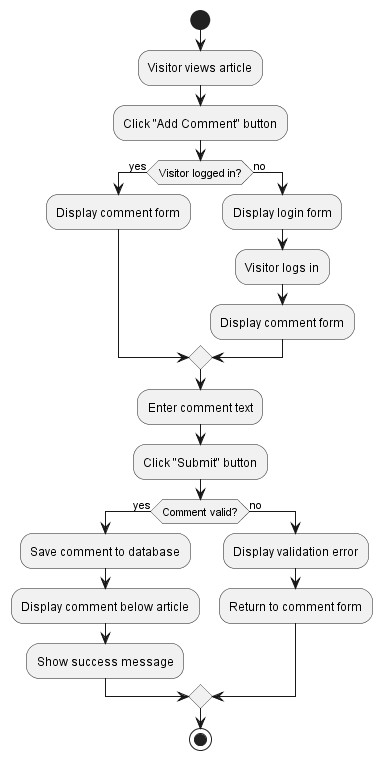 Visitor views article
Click "Add Comment" button
Visitor logged in?
yes
no
Display comment form
Display login form
Visitor logs in
Display comment form
Enter comment text
Click "Submit" button
Comment valid?
yes
no
Save comment to database
Display validation error
Display comment below article
Return to comment form
Show success message